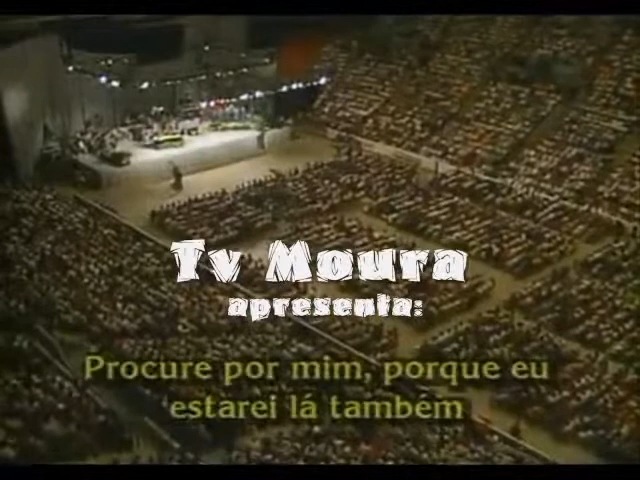 Tv Moura
apresenta:
Procure por mim, porque eu
estarei lá também